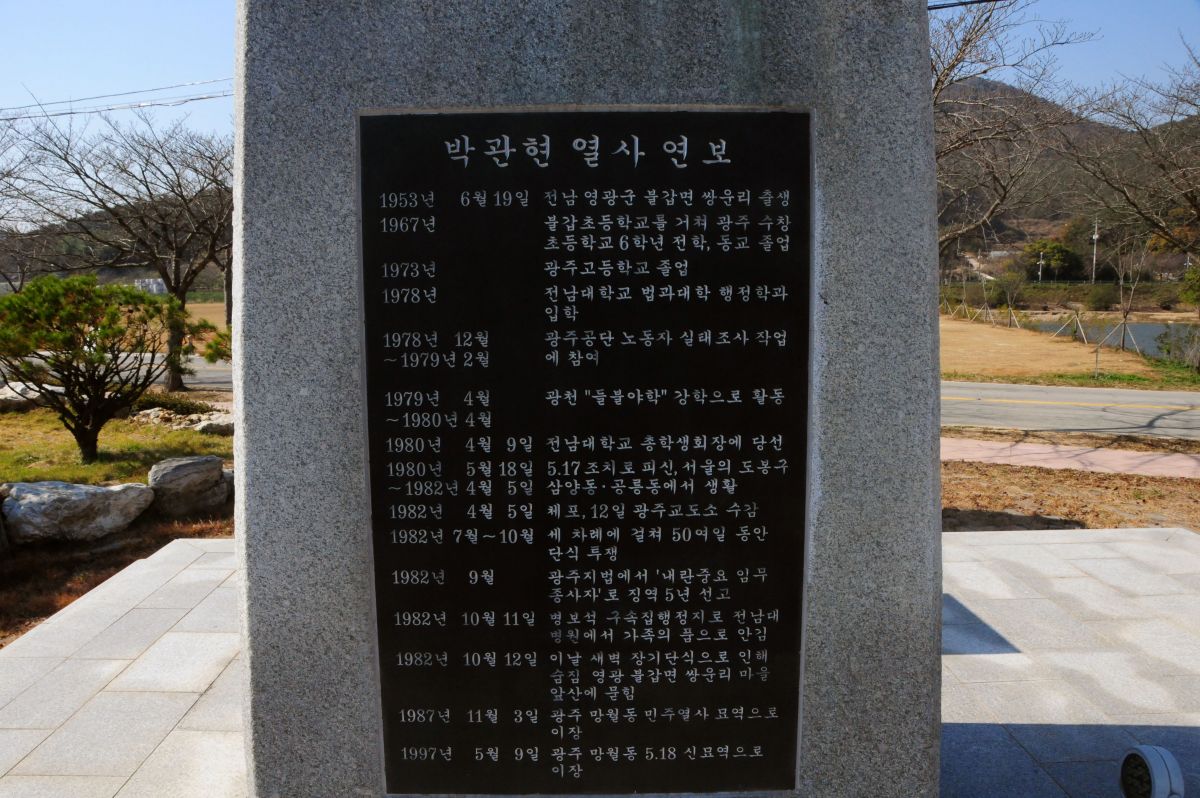 박관현 열사 연보
1953년 6월 19일 전남 영광군 불갑면 쌍운리 출생
1967년 불갑초등학교를 거쳐 광주 수창
초등학교 6학년 전학, 동교 졸업
1973년 광주고등학교 졸업
1978년 전남대학교 법과대학 행정학과
입학
1978년 12월 광주공단 노동자 실태조사 작업
~1979년 2월 에 참여
1979년 4월 광천 "들불야학" 강학으로 활동
~1980년 4월
1980년 4월 9일 전남대학교 총학생회장에 당선
1980년 5월 18일 5.17 조치로 피신, 서울의 도봉구
~1982년 4월 5일 삼양동·공릉동에서 생활
1982년 4월 5일 체포, 12일 광주교도소 수감
1982년 7월~10월 세 차례에 걸쳐 50여일 동안
단식 투쟁
1982년 9월 광주지법에서 '내란중요 임무
종사자'로 징역 5년 선고
1982년 10월 11일 병보석 구속집행정지로 전남대
병원에서 가족의 품으로 안김
1982년 10월 12일 이날 새벽 장기단식으로 인해
숨짐 영광 불갑면 쌍운리 마을
앞산에 묻힘
1987년 11월 3일 광주 망월동 민주열사 묘역으로
이장
1997년 5월 9일 광주 망월동 5.18 신묘역으로
이장